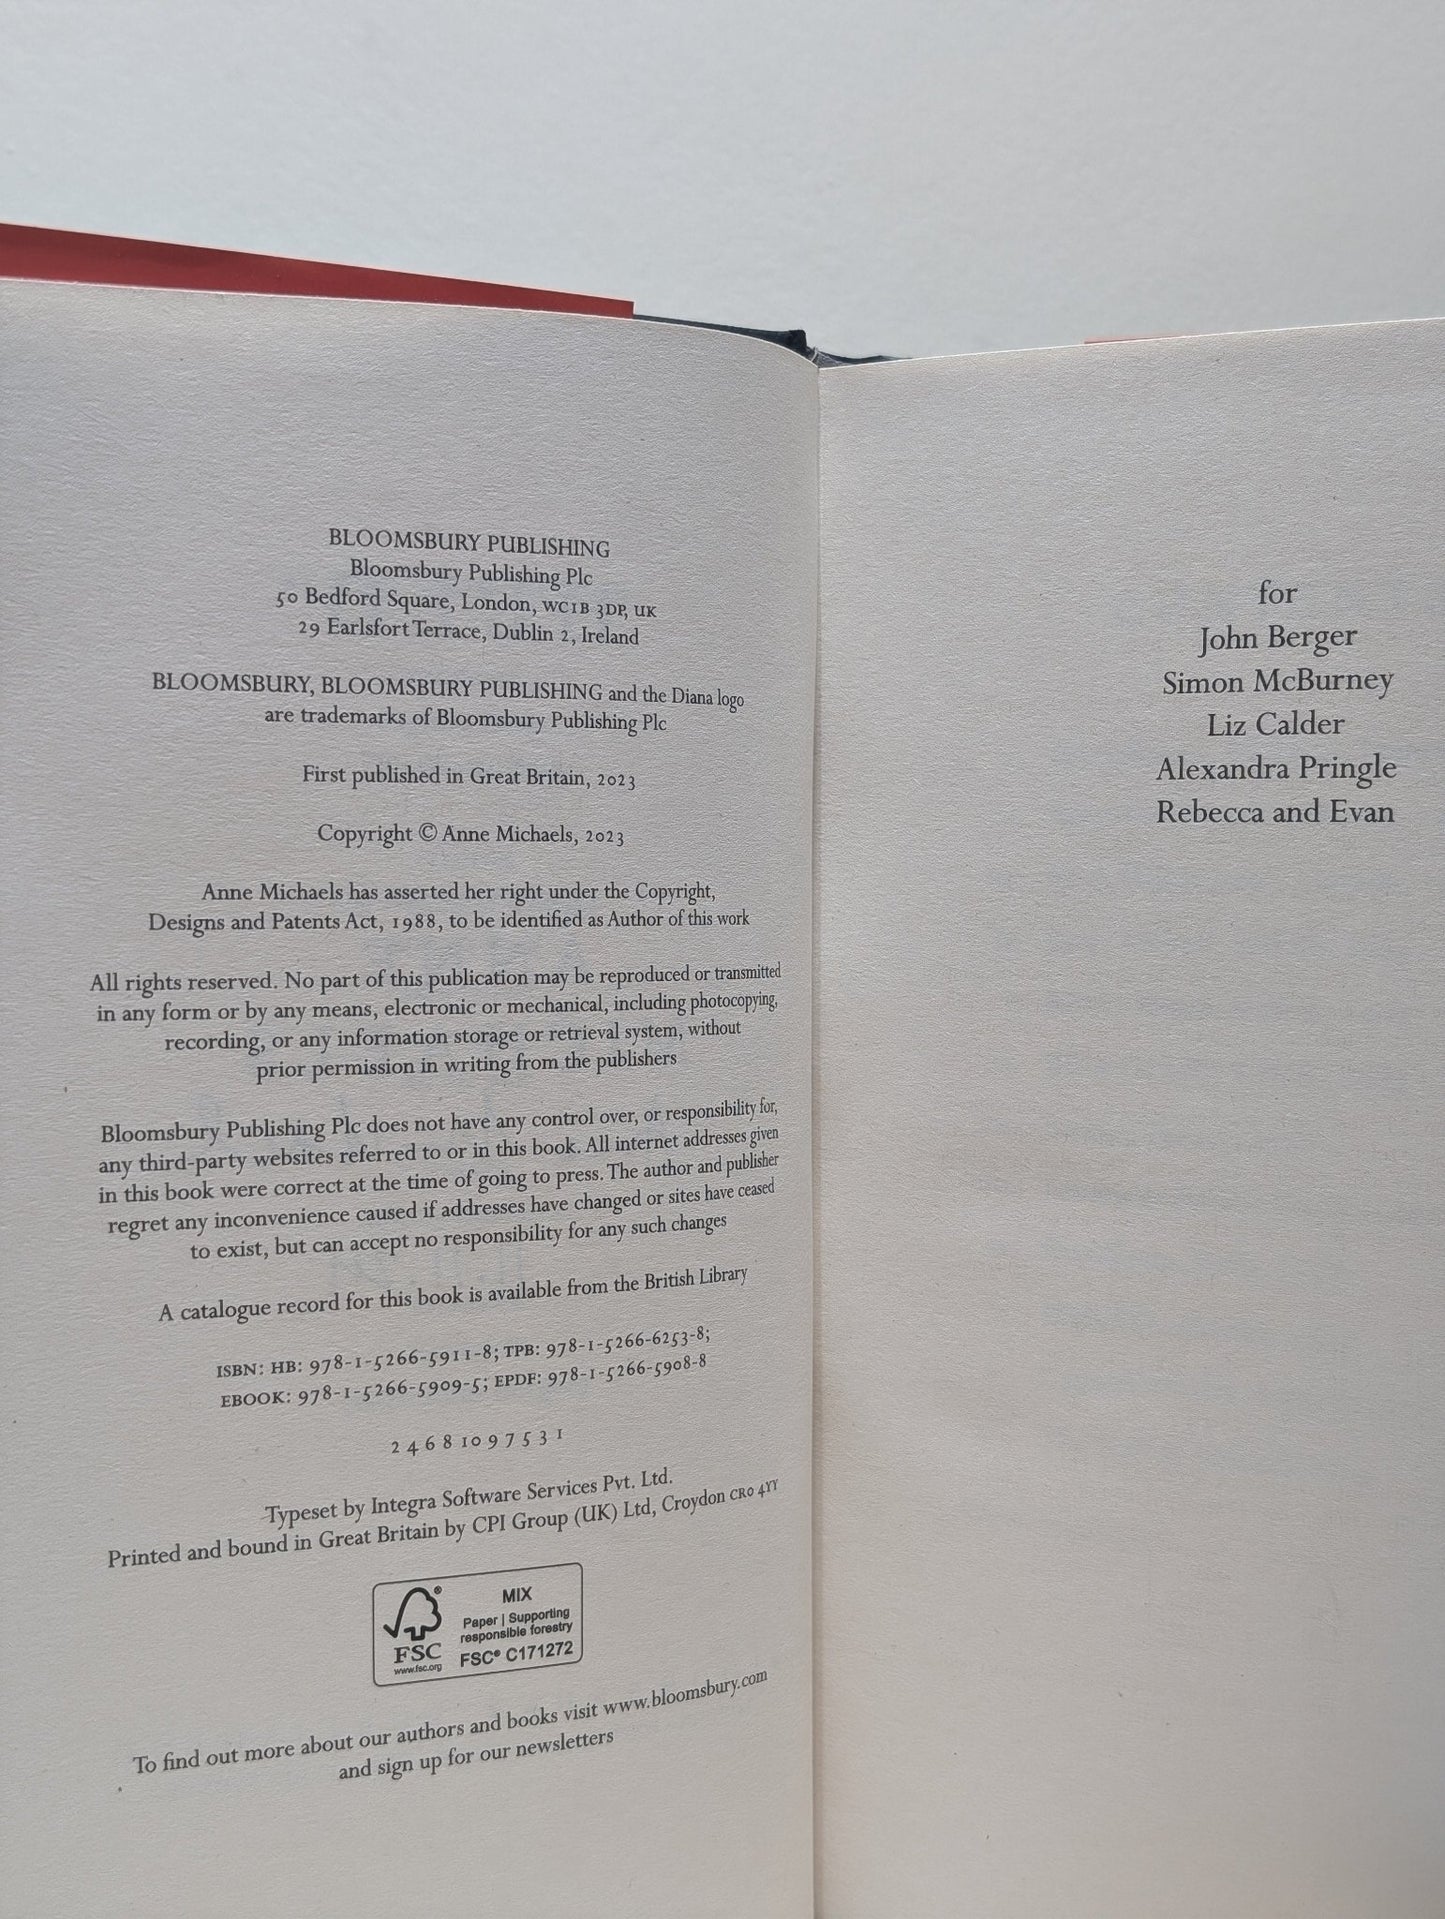 BLOOMSBURY PUBLISHING
Bloomsbury Publishing Plc
50 Bedford Square, London, WC1B 3DP, UK
29 Earlsfort Terrace, Dublin 2, Ireland
BLOOMSBURY, BLOOMSBURY PUBLISHING and the Diana logo
are trademarks of Bloomsbury Publishing Plc
First published in Great Britain, 2023
Copyright © Anne Michaels, 2023
Anne Michaels has asserted her right under the Copyright,
Designs and Patents Act, 1988, to be identified as Author of this work
All rights reserved. No part of this publication may be reproduced or transmitted
in any form or by any means, electronic or mechanical, including photocopying,
recording, or any information storage or retrieval system, without
prior permission in writing from the publishers
Bloomsbury Publishing Plc does not have any control over, or responsibility for,
any third-party websites referred to or in this book. All internet addresses given
in this book were correct at the time of going to press. The author and publisher
regret any inconvenience caused if addresses have changed or sites have ceased
to exist, but can accept no responsibility for any such changes
A catalogue record for this book is available from the British Library
ISBN: HB: 978-1-5266-5911-8; TPB: 978-1-5266-6253-8;
EBOOK: 978-1-5266-5909-5; EPDF: 978-1-5266-5908-8
2 4 6 8 10 9 7 5 3 1
Typeset by Integra Software Services Pvt. Ltd.
Printed and bound in Great Britain by CPI Group (UK) Ltd, Croydon CR0 4YY
FSC®
www.fsc.org
MIX
Paper | Supporting
responsible forestry
FSC® C171272
To find out more about our authors and books visit www.bloomsbury.com
and sign up for our newsletters
for
John Berger
Simon McBurney
Liz Calder
Alexandra Pringle
Rebecca and Evan